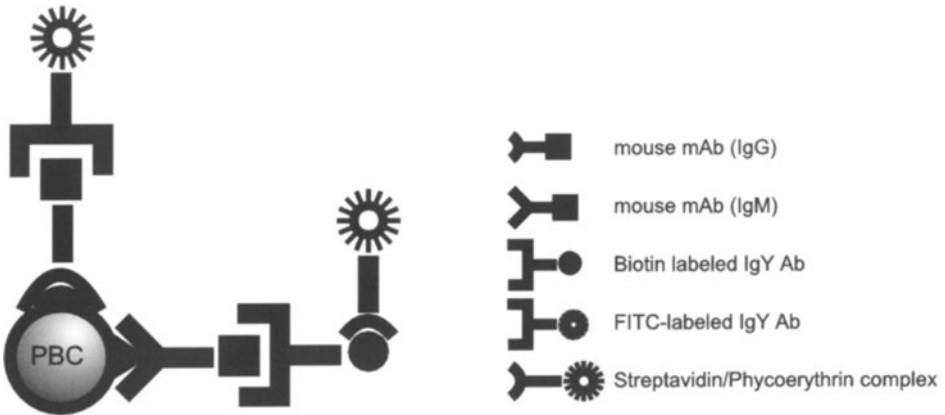 PBC
mouse mAb (IgG)
mouse mAb (IgM)
Biotin labeled IgY Ab
FITC-labeled IgY Ab
Streptavidin/Phycoerythrin complex